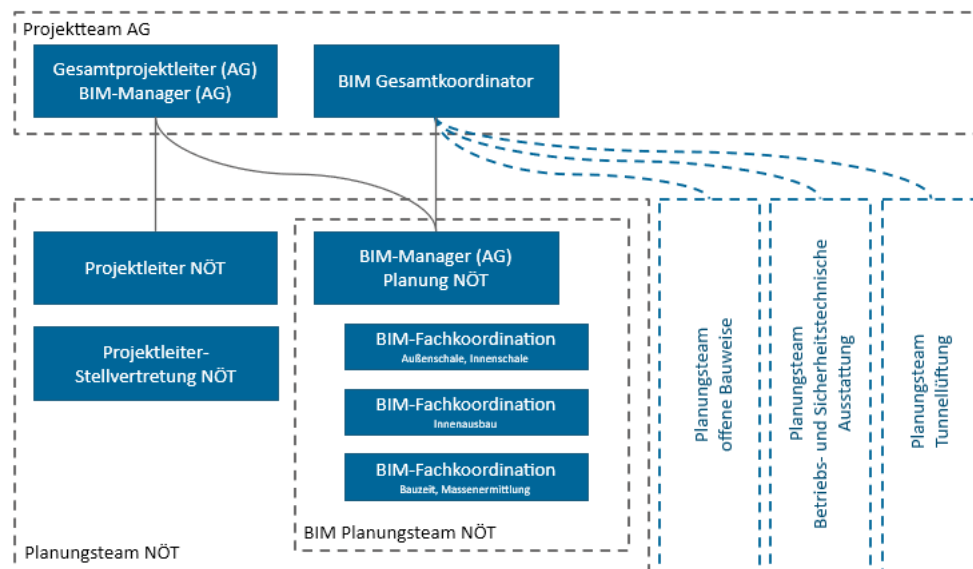 Projektteam AG
Gesamtprojektleiter (AG)
BIM-Manager (AG)
BIM Gesamtkoordinator
Projektleiter NÖT
Projektleiter-
Stellvertretung NÖT
BIM-Manager (AG)
Planung NÖT
BIM-Fachkoordination
Außenschale, Innenschale
BIM-Fachkoordination
Innenausbau
BIM-Fachkoordination
Bauzeit, Massenermittlung
BIM Planungsteam NÖT
Planungsteam NÖT
Planungsteam
offene Bauweise
Planungsteam
Betriebs- und Sicherheitstechnische
Ausstattung
Planungsteam
Tunnellüftung